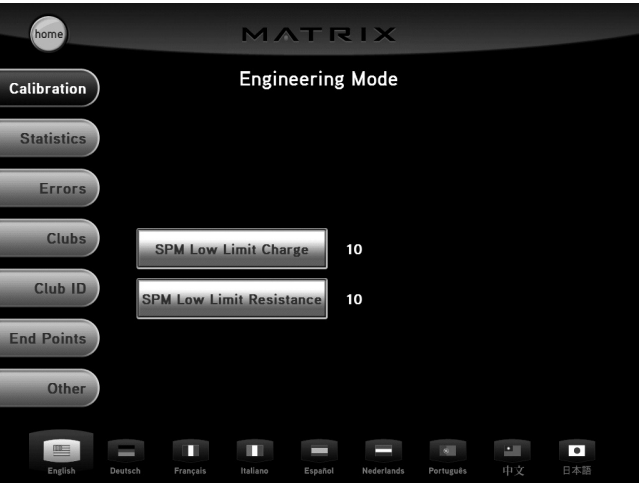 home
MATRIX
Engineering Mode
Calibration
Statistics
Errors
Clubs
SPM Low Limit Charge 10
Club ID
SPM Low Limit Resistance 10
End Points
Other
English Deutsch Français Italiano Español Nederlands Português 中文 日本語